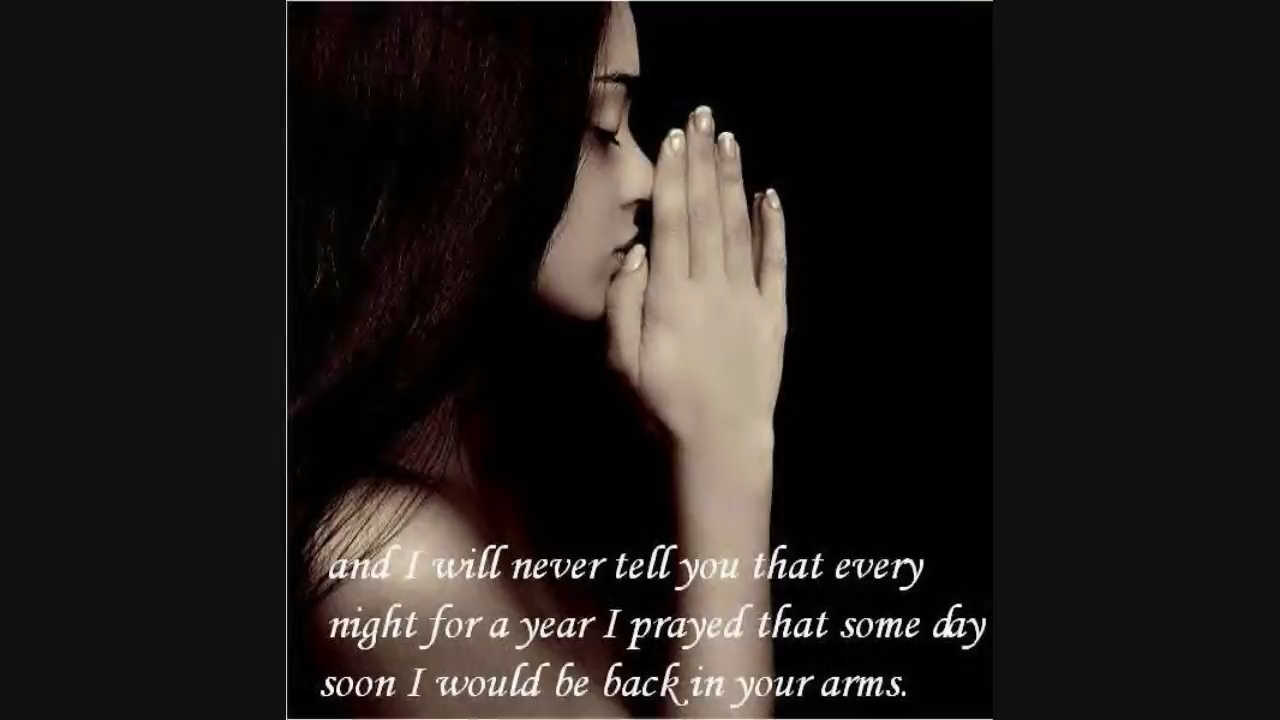 and I will never tell you that every
night for a year I prayed that some day
soon I would be back in your arms.